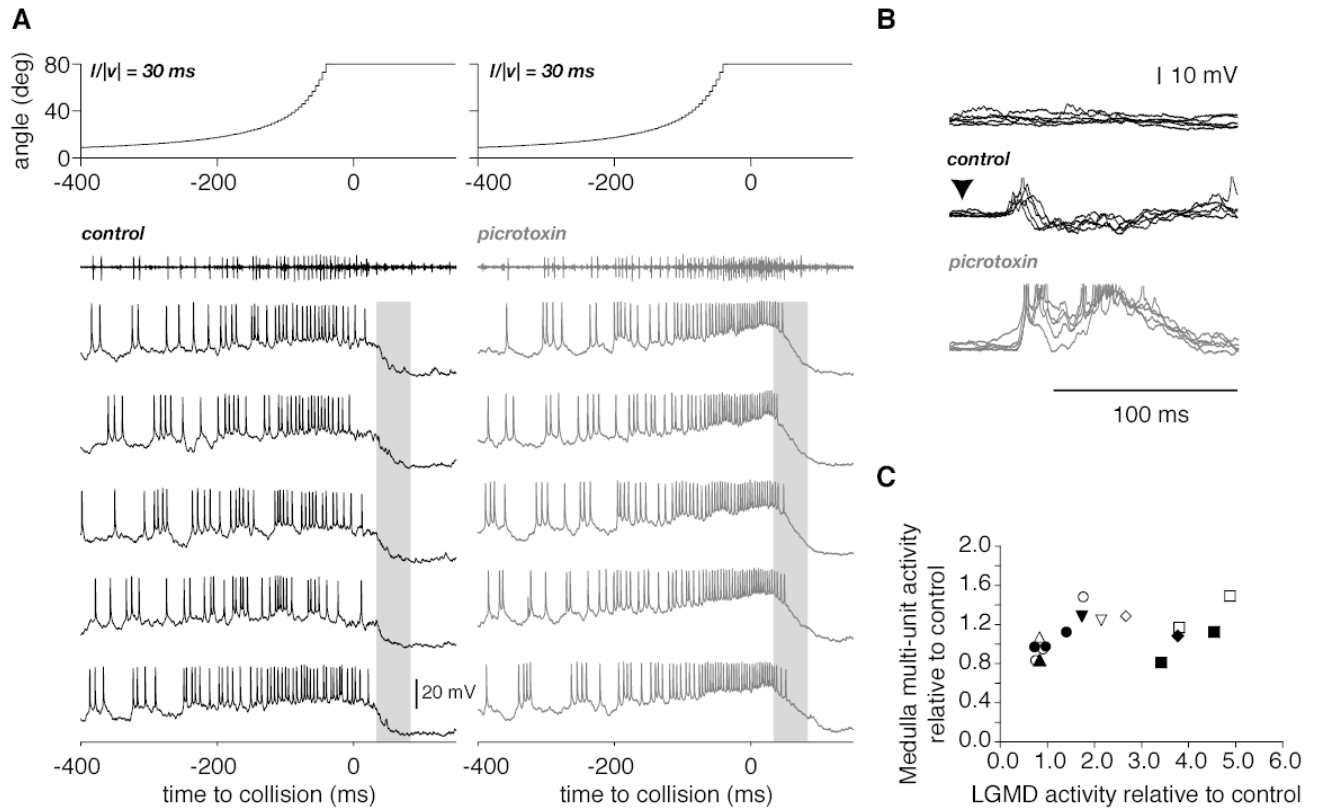 A
B
l/|v| = 30 ms
l/|v| = 30 ms
angle (deg)
80
40
0
-400 -200 0
-400 -200 0
10 mV
control
picrotoxin
100 ms
control
picrotoxin
20 mV
-400 -200 0
-400 -200 0
time to collision (ms)
time to collision (ms)
C
Medulla multi-unit activity
relative to control
2.0
1.6
1.2
0.8
0.4
0.0
0.0 1.0 2.0 3.0 4.0 5.0 6.0
LGMD activity relative to control